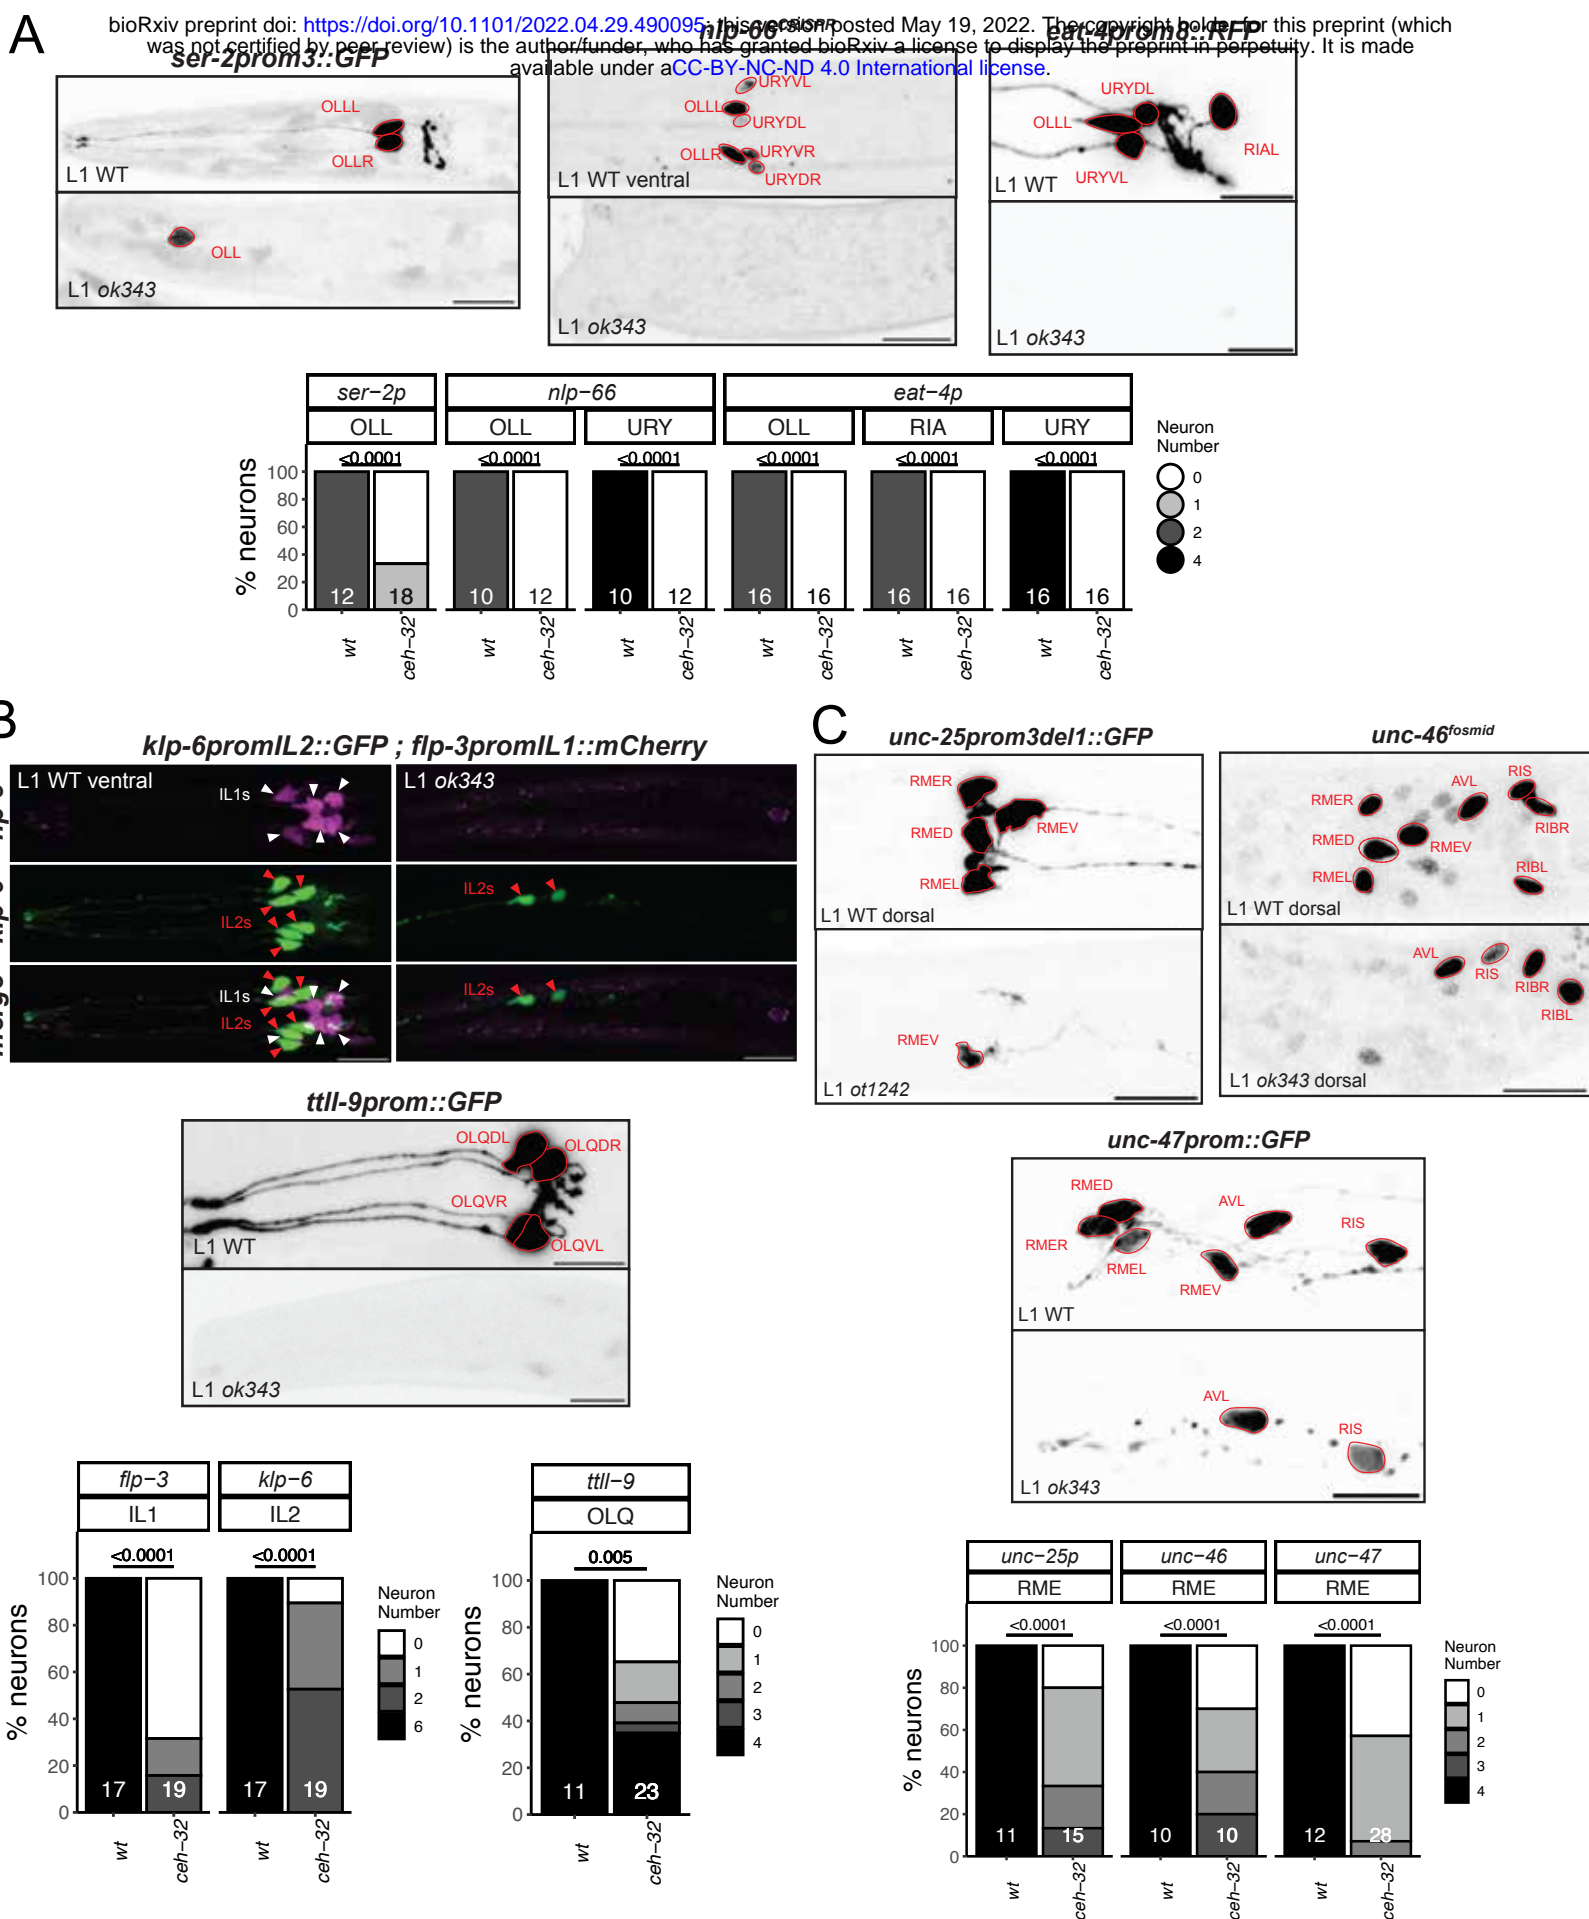 bioRxiv preprint doi: https://doi.org/10.1101/2022.04.29.490095; this version posted May 19, 2022. The copyright holder for this preprint (which
was not certified by peer review) is the author/funder, who has granted bioRxiv a license to display the preprint in perpetuity. It is made
available under aCC-BY-NC-ND 4.0 International license.
A
ser-2prom3::GFP
nlp-66CRISPR
eat-4prom8::RFP
OLLL
OLLR
L1 WT
OLL
L1 ok343
URYVL
OLLL
URYDL
OLLR
URYVR
URYDR
L1 WT ventral
L1 ok343
URYDL
OLLL
RIAL
URYVL
L1 WT
L1 ok343
ser−2p
nlp−66
eat−4p
OLL
OLL
URY
OLL
RIA
URY
<0.0001
<0.0001
<0.0001
<0.0001
<0.0001
<0.0001
% neurons
100
80
60
40
20
0
12
18
10
12
10
12
16
16
16
16
16
16
wt
ceh−32
wt
ceh−32
wt
ceh−32
wt
ceh−32
wt
ceh−32
wt
ceh−32
Neuron
Number
0
1
2
4
klp-6promIL2::GFP ; flp-3promIL1::mCherry
L1 WT ventral
IL1s
L1 ok343
IL2s
IL2s
IL1s
IL2s
IL2s
ttll-9prom::GFP
OLQDL
OLQDR
OLQVR
OLQVL
L1 WT
L1 ok343
flp−3
klp−6
IL1
IL2
<0.0001
<0.0001
% neurons
100
80
60
40
20
0
17
19
17
19
wt
ceh−32
wt
ceh−32
Neuron
Number
0
1
2
6
ttll−9
OLQ
0.005
% neurons
100
80
60
40
20
0
11
23
wt
ceh−32
Neuron
Number
0
1
2
3
4
C
unc-25prom3del1::GFP
RMER
RMED
RMEV
RMEL
L1 WT dorsal
RMEV
L1 ot1242
unc-46fosmid
RIS
AVL
RMER
RIBR
RMED
RMEV
RMEL
RIBL
L1 WT dorsal
AVL
RIS
RIBR
RIBL
L1 ok343 dorsal
unc-47prom::GFP
RMED
AVL
RIS
RMER
RMEL
RMEV
L1 WT
AVL
RIS
L1 ok343
unc−25p
unc−46
unc−47
RME
RME
RME
<0.0001
<0.0001
<0.0001
% neurons
100
80
60
40
20
0
11
15
10
10
12
28
wt
ceh−32
wt
ceh−32
wt
ceh−32
Neuron
Number
0
1
2
3
4